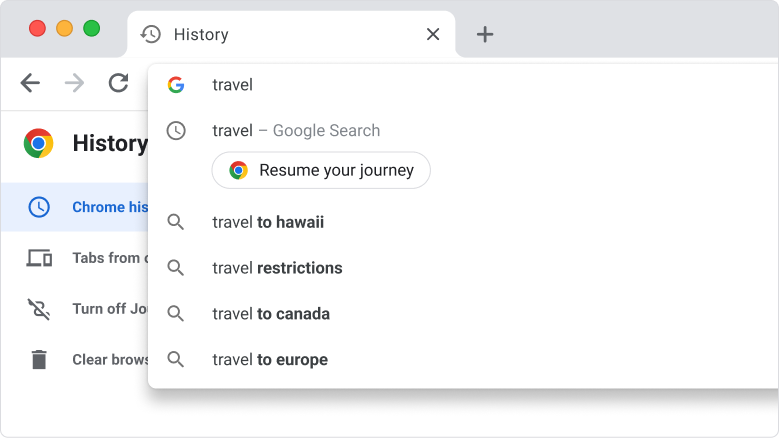 History
travel
travel – Google Search
Resume your journey
travel to hawaii
travel restrictions
travel to canada
travel to europe
History
Chrome his
Tabs from
Turn off Jo
Clear brows